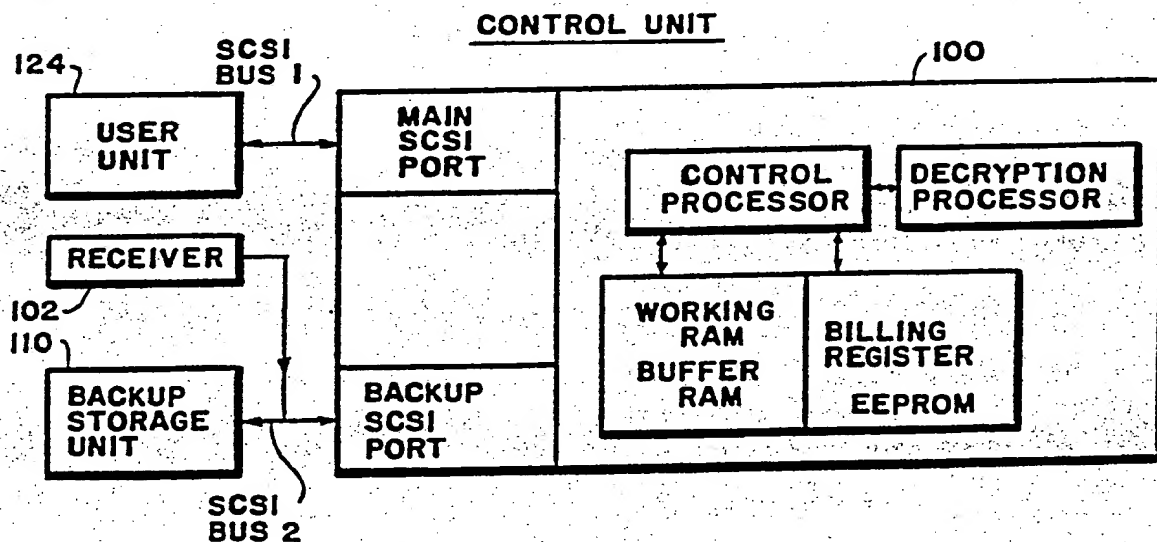 CONTROL UNIT
124
SCSI
BUS 1
100
USER
UNIT
MAIN
SCSI
PORT
CONTROL
PROCESSOR
DECRYPTION
PROCESSOR
RECEIVER
102
110
WORKING
RAM
BUFFER
RAM
BILLING
REGISTER
EEPROM
BACKUP
STORAGE
UNIT
BACKUP
SCSI
PORT
SCSI
BUS 2